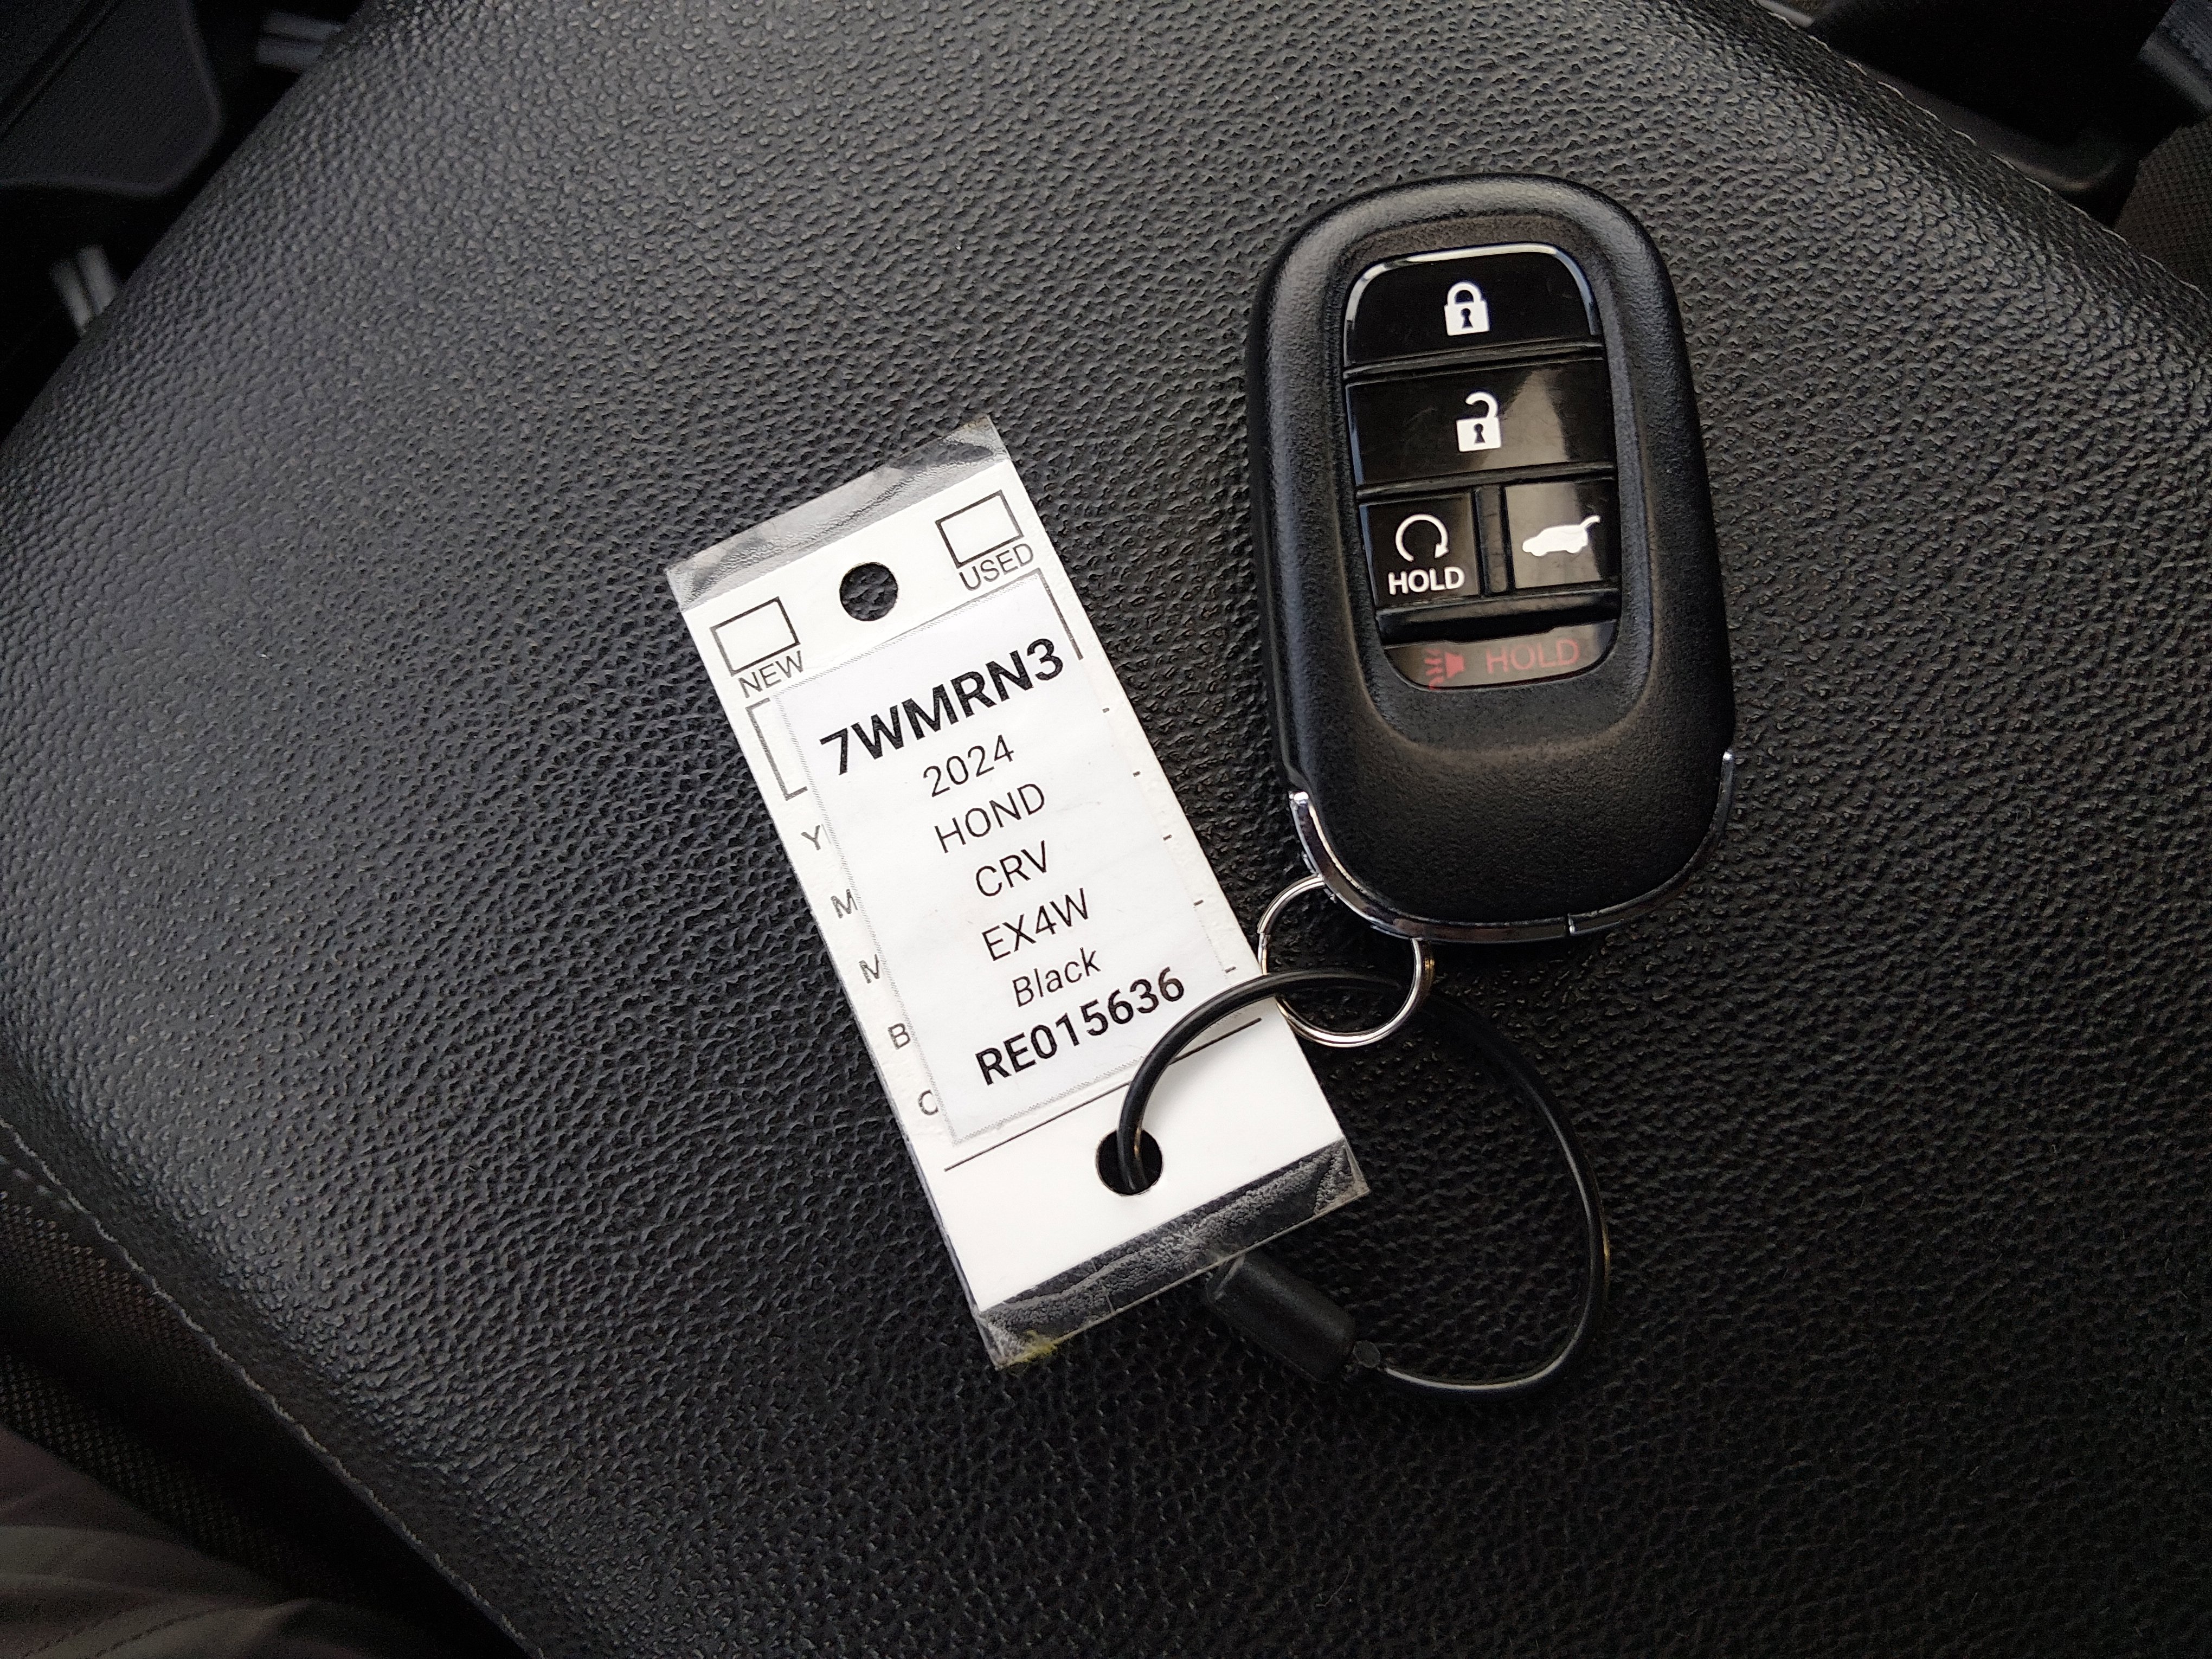 USED
NEW
7WMRN3
2024
HOND
CRV
EX4W
Black
RE015636
Y
M
M
B
C
HOLD
HOLD